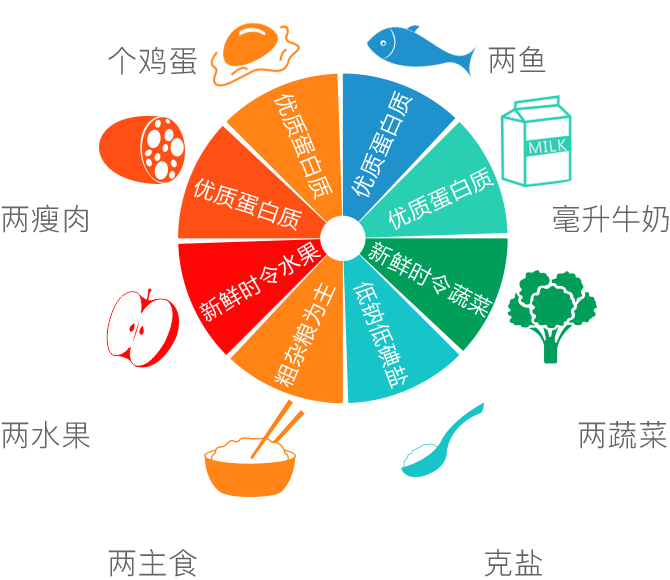 个鸡蛋
两鱼
优质蛋白质
优质蛋白质
MILK
优质蛋白质
优质蛋白质
两瘦肉
毫升牛奶
新鲜时令水果
新鲜时令蔬菜
粗杂粮为主
低钠低碘盐
两水果
两蔬菜
两主食
克盐